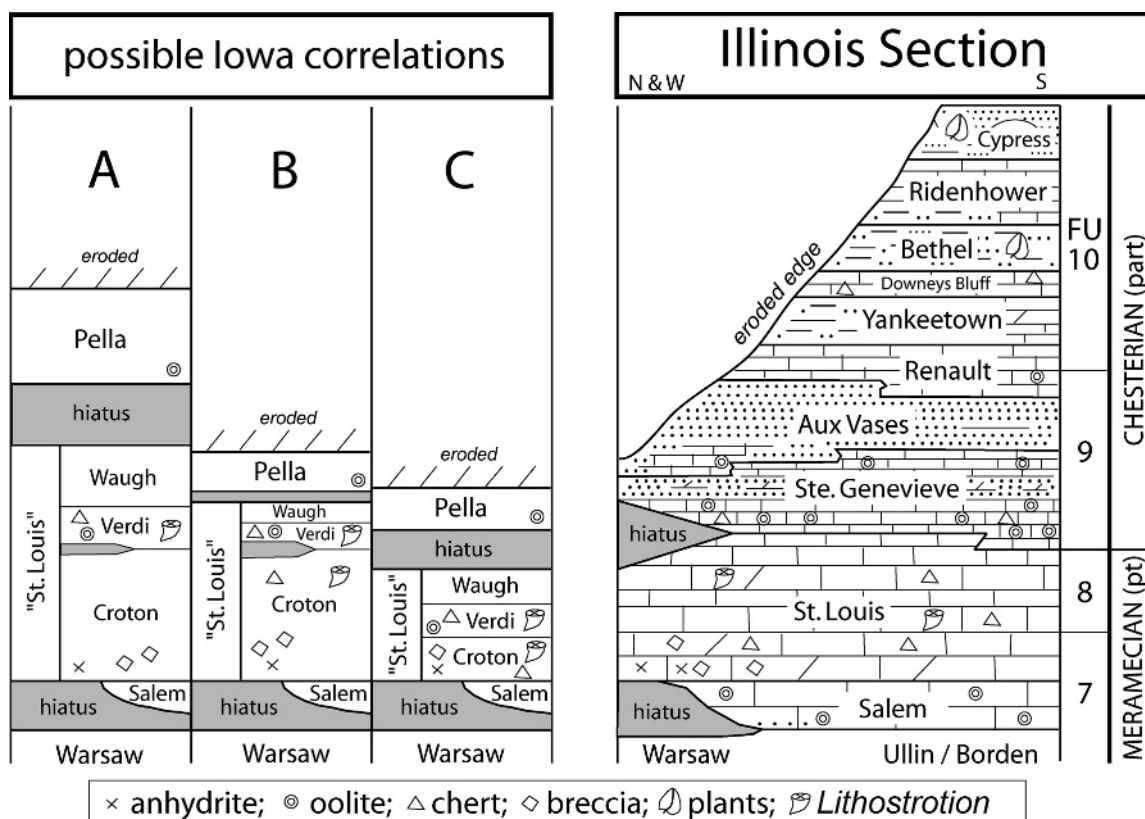 possible Iowa correlations
A
eroded
Pella
hiatus
"St. Louis"
Waugh
Verdi
Croton
hiatus
Salem
Warsaw
B
eroded
Pella
"St. Louis"
Waugh
Verdi
Croton
hiatus
Salem
Warsaw
C
eroded
Pella
hiatus
"St. Louis"
Waugh
Verdi
Croton
hiatus
Salem
Warsaw
Illinois Section
N & W S
eroded edge
Cypress
Ridenhower
Bethel
Downeys Bluff
Yankeetown
Renault
Aux Vases
Ste. Genevieve
hiatus
St. Louis
hiatus
Salem
Warsaw Ullin / Borden
FU
10
9
8
7
CHESTERIAN (part)
MERAMECIAN (pt)
anhydrite; oolite; chert; breccia; plants; Lithostrotion